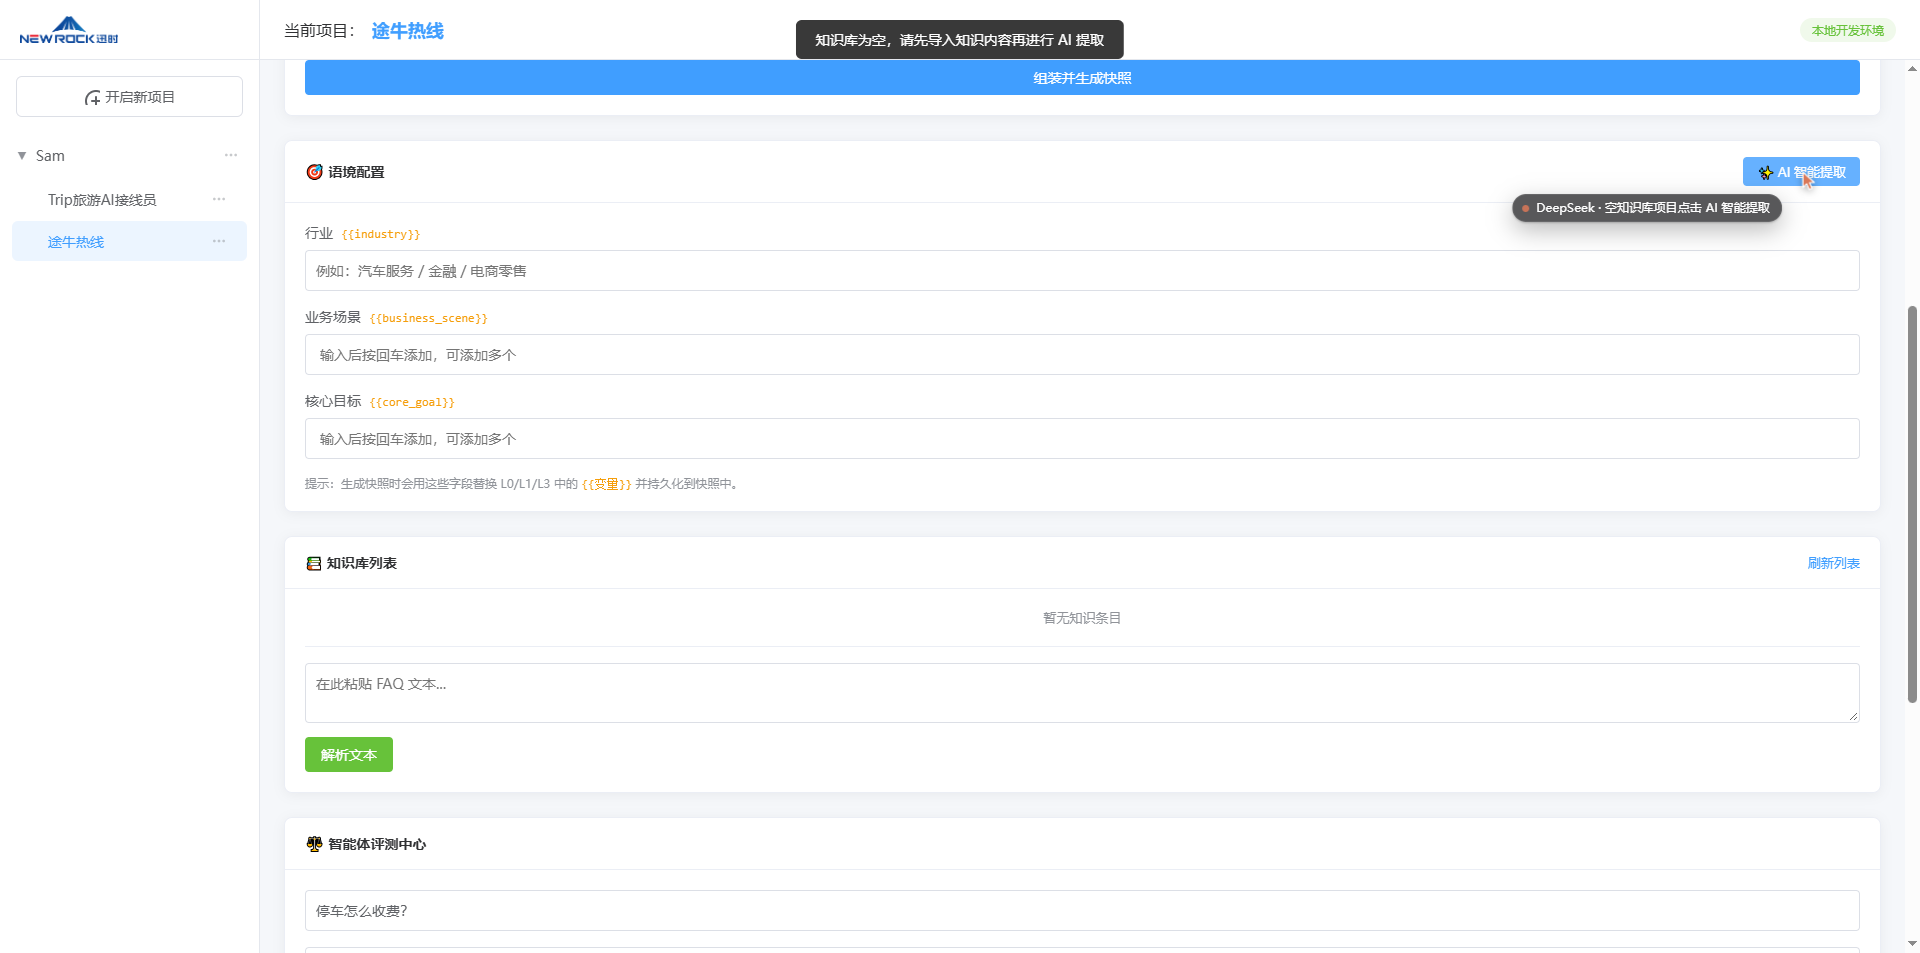 NEWROCK迅时
当前项目： 途牛热线
知识库为空，请先导入知识内容再进行 AI 提取
本地开发环境
开启新项目
Sam
Trip旅游AI接线员
途牛热线
组装并生成快照
语境配置
AI 智能提取
DeepSeek · 空知识库项目点击 AI 智能提取
行业 {{industry}}
例如：汽车服务 / 金融 / 电商零售
业务场景 {{business_scene}}
输入后按回车添加，可添加多个
核心目标 {{core_goal}}
输入后按回车添加，可添加多个
提示：生成快照时会用这些字段替换 L0/L1/L3 中的 {{变量}} 并持久化到快照中。
知识库列表
刷新列表
暂无知识条目
在此粘贴 FAQ 文本...
解析文本
智能体评测中心
停车怎么收费？